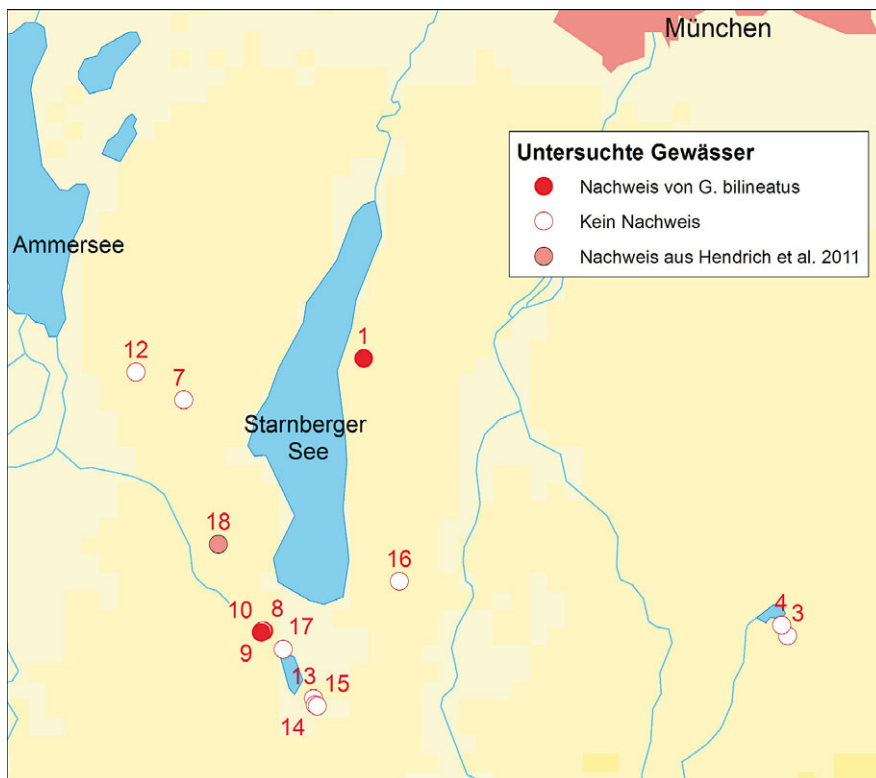 München
Untersuchte Gewässer
Nachweis von G. bilineatus
Kein Nachweis
Nachweis aus Hendrich et al. 2011
Ammersee
1
12
7
Starnberger
See
18
16
10
8
4
3
17
9
13
15
14